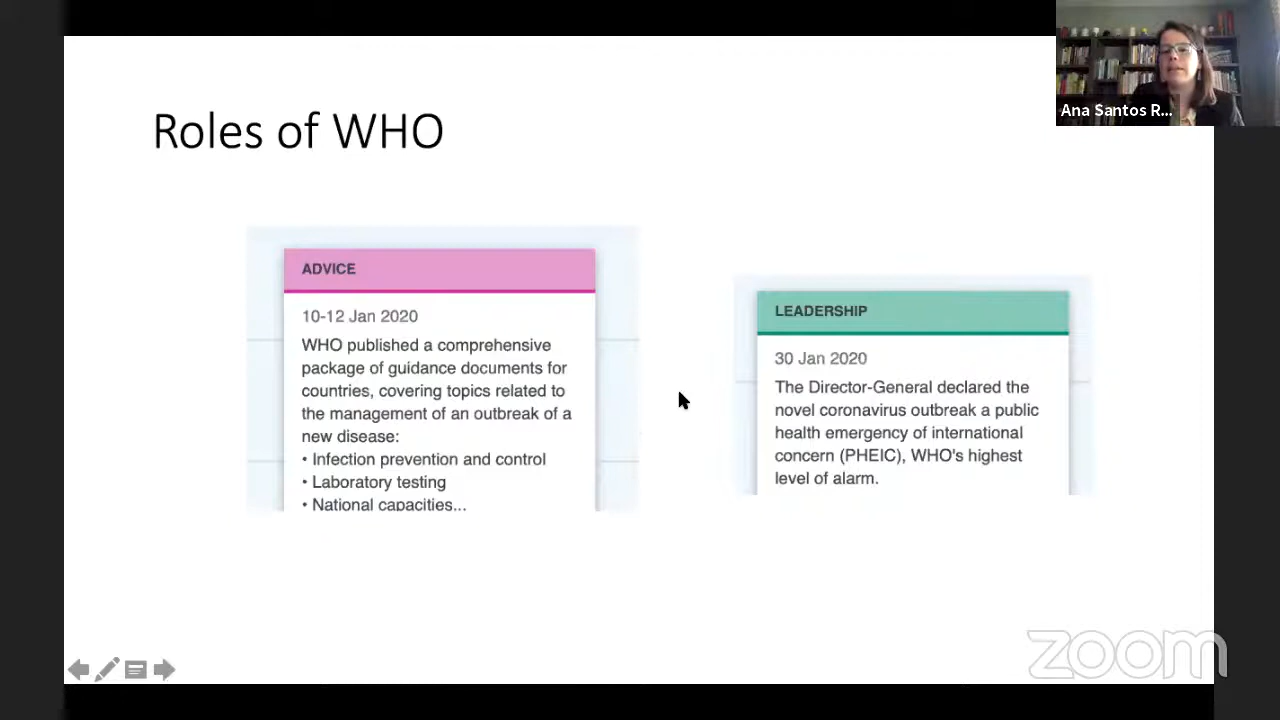 Roles of WHO
Ana Santos R...
ADVICE
10-12 Jan 2020
WHO published a comprehensive
package of guidance documents for
countries, covering topics related to
the management of an outbreak of a
new disease:
• Infection prevention and control
• Laboratory testing
• National capacities...
LEADERSHIP
30 Jan 2020
The Director-General declared the
novel coronavirus outbreak a public
health emergency of international
concern (PHEIC), WHO's highest
level of alarm.
zoom